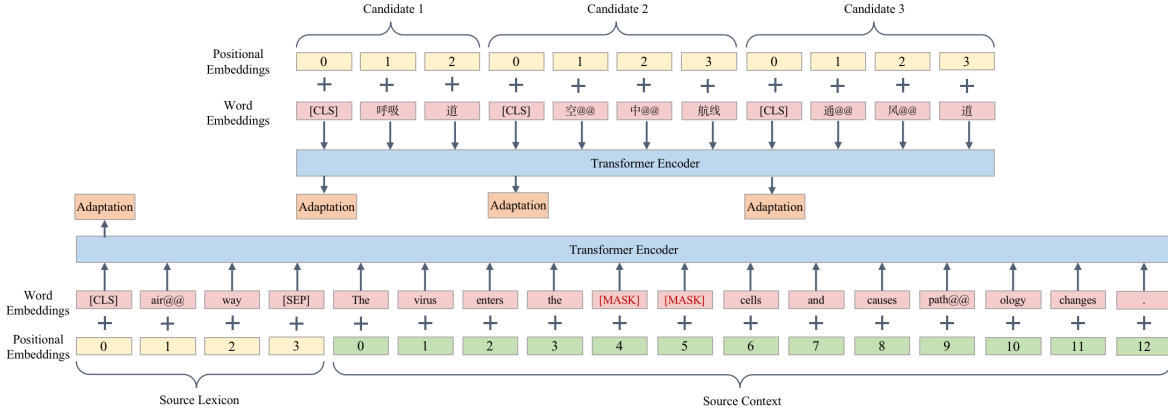 Candidate 1 Candidate 2 Candidate 3
Positional
Embeddings
0 1 2 0 1 2 3 0 1 2 3
+ + + + + + + + + + +
Word
Embeddings
[CLS] 呼吸 道 [CLS] 空@@ 中@@ 航线 [CLS] 通@@ 风@@ 道
Transformer Encoder
Adaptation Adaptation Adaptation Adaptation
Transformer Encoder
Word
Embeddings
[CLS] air@@ way [SEP] The virus enters the [MASK] [MASK] cells and causes path@@ ology changes .
+ + + + + + + + + + + + + + + + +
Positional
Embeddings
0 1 2 3 0 1 2 3 4 5 6 7 8 9 10 11 12
Source Lexicon Source Context